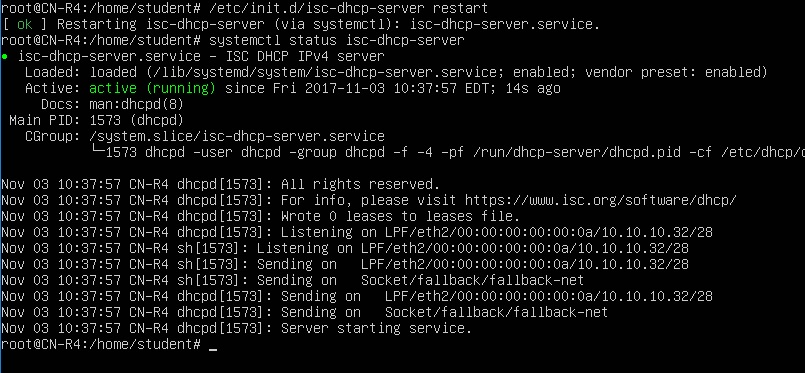 root@CN-R4:/home/student# /etc/init.d/isc-dhcp-server restart
[ ok ] Restarting isc-dhcp-server (via systemctl): isc-dhcp-server.service.
root@CN-R4:/home/student# systemctl status isc-dhcp-server
● isc-dhcp-server.service - ISC DHCP IPv4 server
   Loaded: loaded (/lib/systemd/system/isc-dhcp-server.service; enabled; vendor preset: enabled)
   Active: active (running) since Fri 2017-11-03 10:37:57 EDT; 14s ago
     Docs: man:dhcpd(8)
 Main PID: 1573 (dhcpd)
   CGroup: /system.slice/isc-dhcp-server.service
           └─1573 dhcpd -user dhcpd -group dhcpd -f -4 -pf /run/dhcp-server/dhcpd.pid -cf /etc/dhcp/

Nov 03 10:37:57 CN-R4 dhcpd[1573]: All rights reserved.
Nov 03 10:37:57 CN-R4 dhcpd[1573]: For info, please visit https://www.isc.org/software/dhcp/
Nov 03 10:37:57 CN-R4 dhcpd[1573]: Wrote 0 leases to leases file.
Nov 03 10:37:57 CN-R4 dhcpd[1573]: Listening on LPF/eth2/00:00:00:00:00:0a/10.10.10.32/28
Nov 03 10:37:57 CN-R4 sh[1573]: Listening on LPF/eth2/00:00:00:00:00:0a/10.10.10.32/28
Nov 03 10:37:57 CN-R4 sh[1573]: Sending on   LPF/eth2/00:00:00:00:00:0a/10.10.10.32/28
Nov 03 10:37:57 CN-R4 sh[1573]: Sending on   Socket/fallback/fallback-net
Nov 03 10:37:57 CN-R4 dhcpd[1573]: Sending on   LPF/eth2/00:00:00:00:00:0a/10.10.10.32/28
Nov 03 10:37:57 CN-R4 dhcpd[1573]: Sending on   Socket/fallback/fallback-net
Nov 03 10:37:57 CN-R4 dhcpd[1573]: Server starting service.
root@CN-R4:/home/student# _